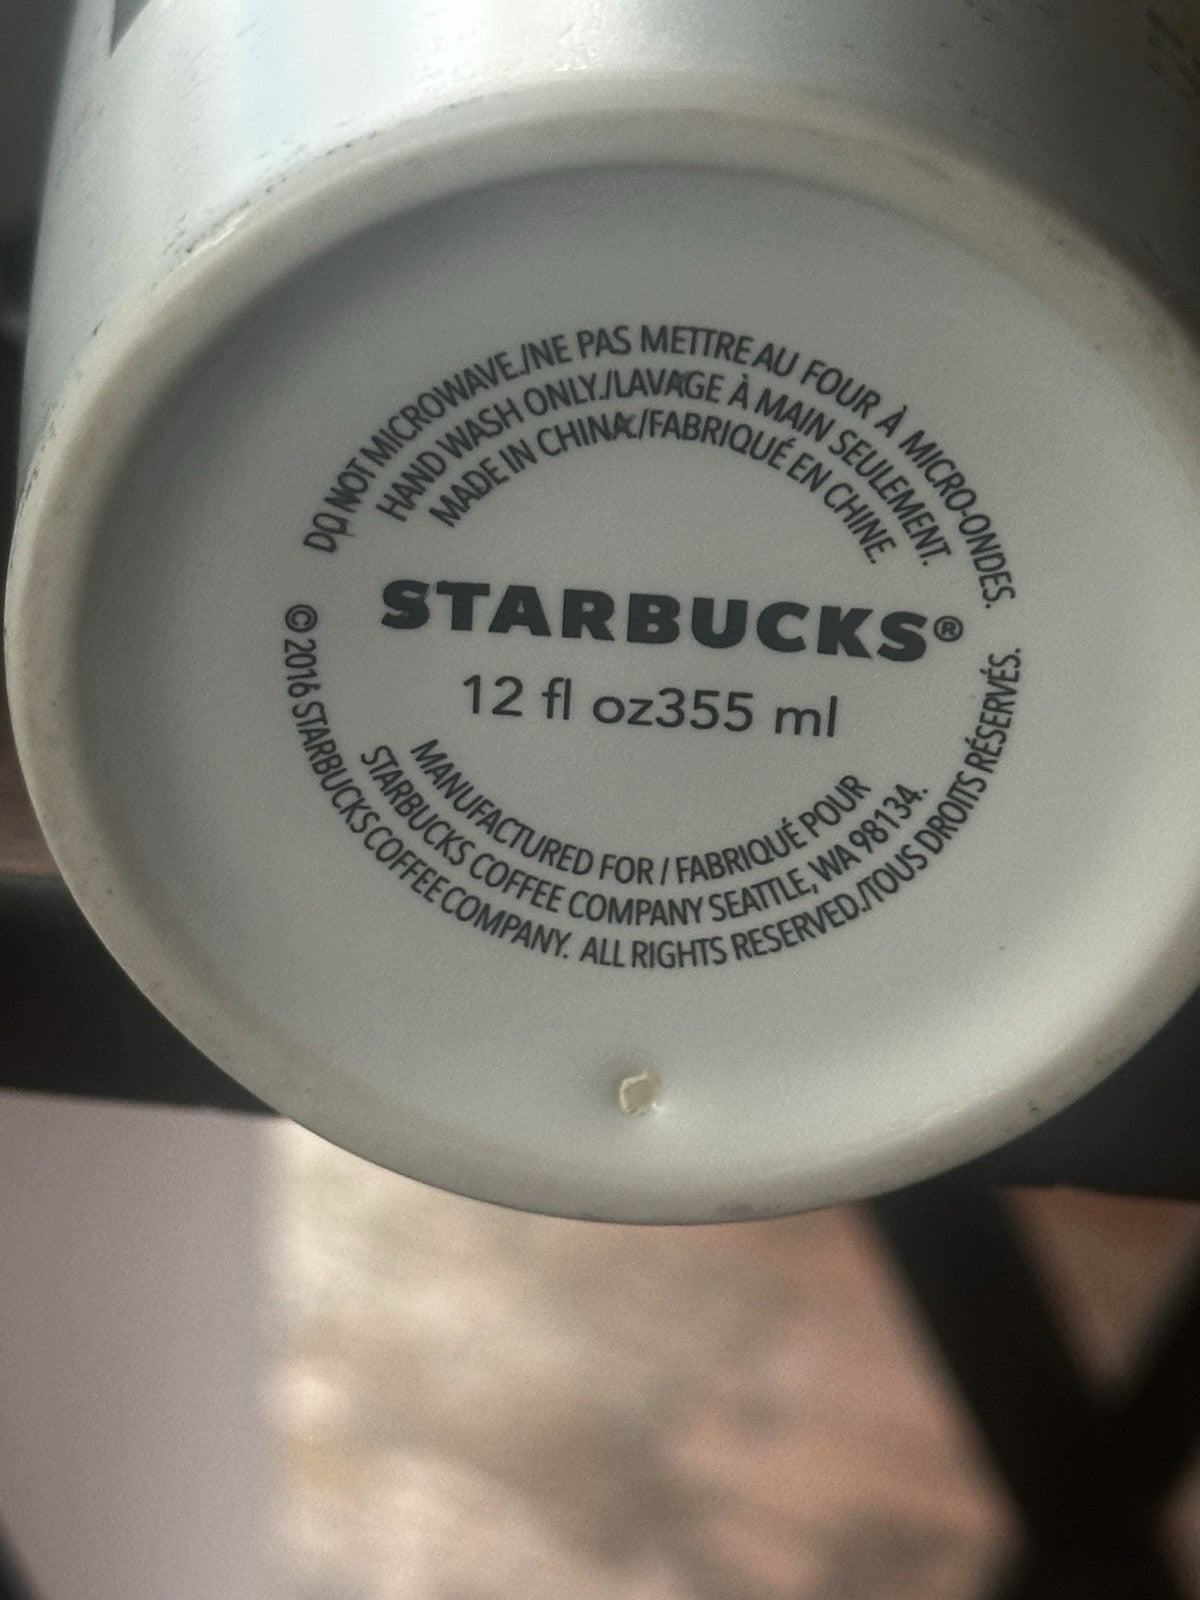 DO NOT MICROWAVE./NE PAS METTRE AU FOUR À MICRO-ONDES.
HAND WASH ONLY./LAVAGE À MAIN SEULEMENT.
MADE IN CHINA./FABRIQUÉ EN CHINE.
STARBUCKS®
12 fl oz355 ml
MANUFACTURED FOR / FABRIQUÉ POUR
STARBUCKS COFFEE COMPANY SEATTLE, WA 98134.
© 2016 STARBUCKS COFFEE COMPANY. ALL RIGHTS RESERVED./TOUS DROITS RÉSERVÉS.